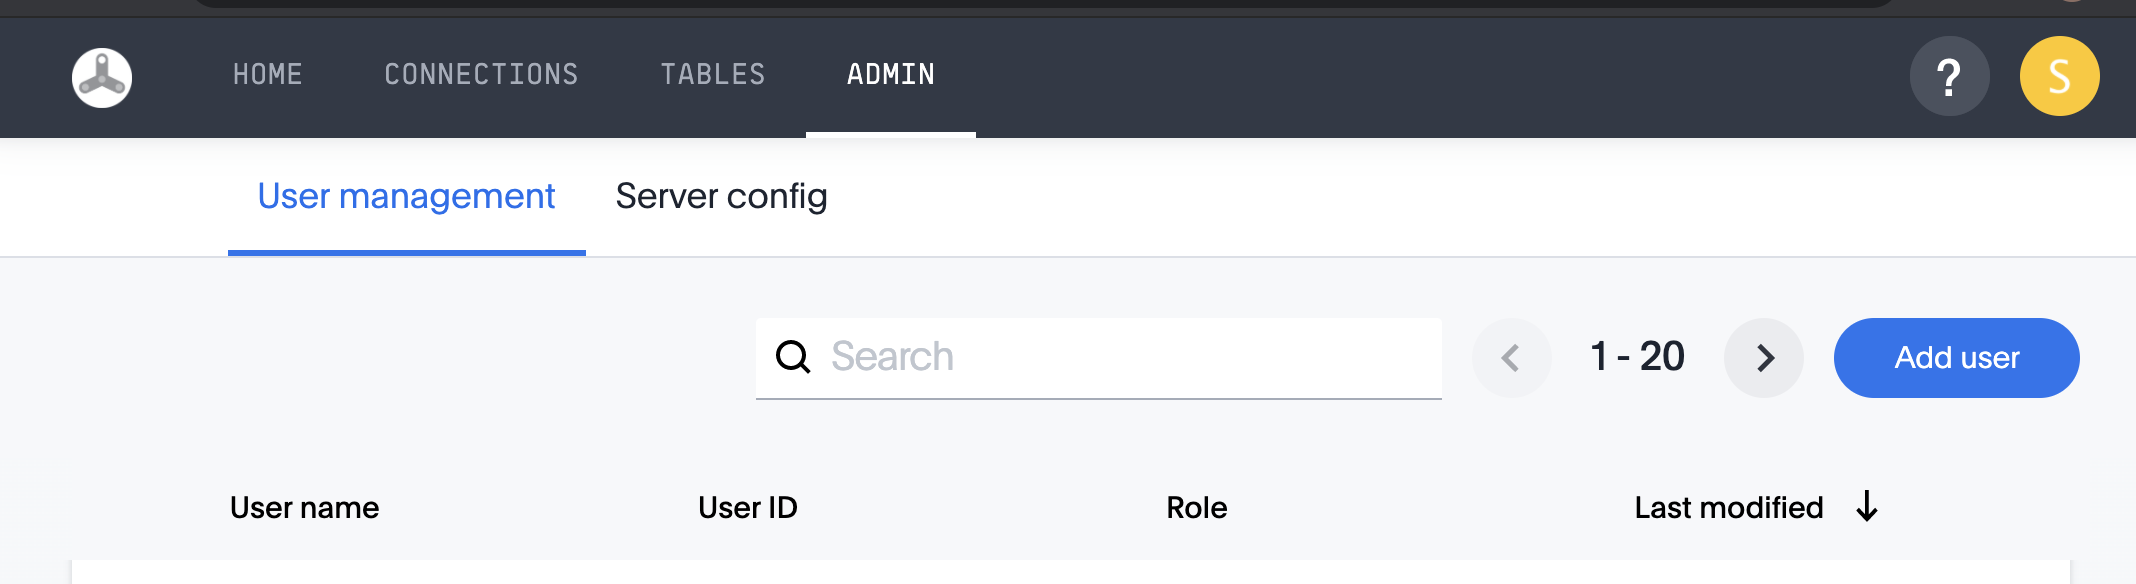 HOME CONNECTIONS TABLES ADMIN ? S
User management Server config
Search 1 - 20 Add user
User name User ID Role Last modified ↓